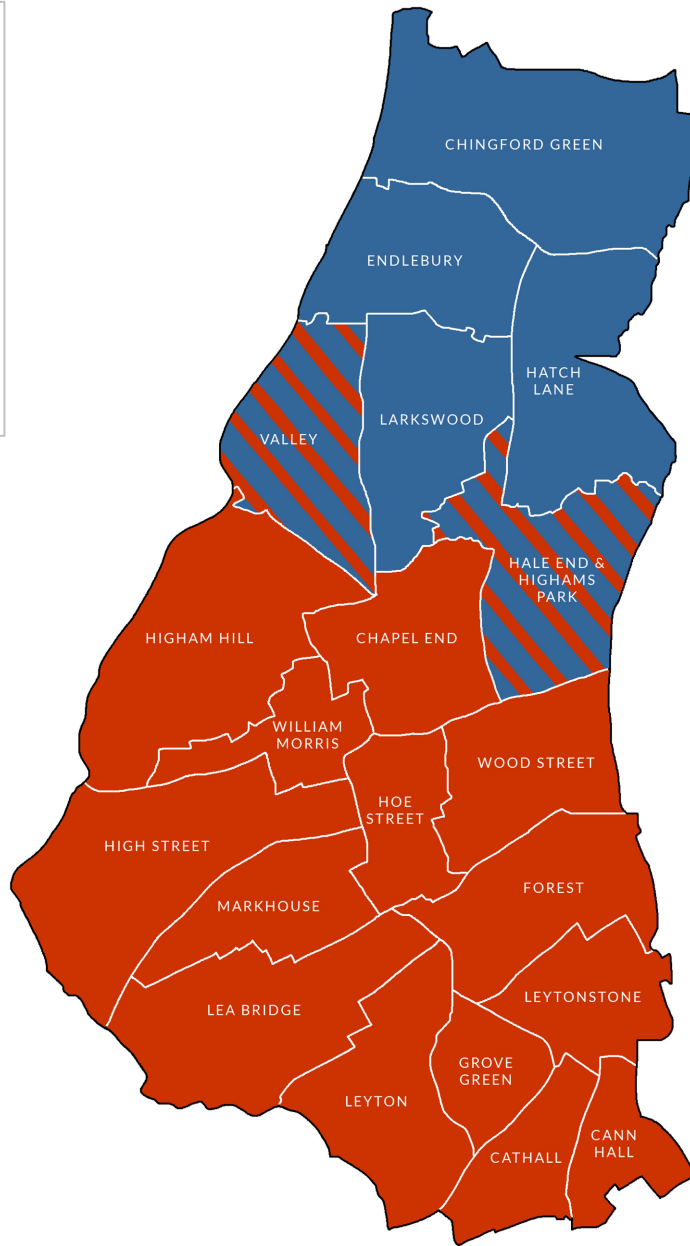 CHINGFORD GREEN
ENDLEBURY
HATCH
LANE
LARKSWOOD
VALLEY
HALE END &
HIGHAMS
PARK
HIGHAM HILL
CHAPEL END
WILLIAM
MORRIS
WOOD STREET
HOE
STREET
HIGH STREET
FOREST
MARKHOUSE
LEYTONSTONE
LEA BRIDGE
GROVE
GREEN
LEYTON
CANN
HALL
CATHALL